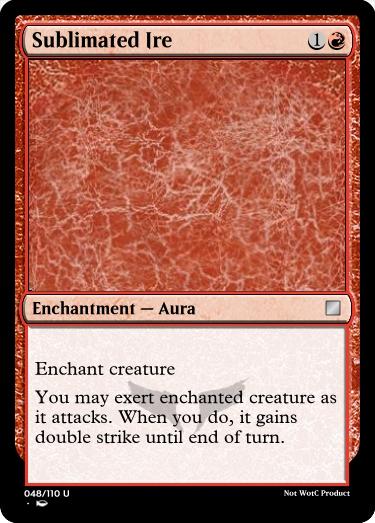 Sublimated Ire 1
Enchantment — Aura
Enchant creature
You may exert enchanted creature as
it attacks. When you do, it gains
double strike until end of turn.
048/110 U
Not WotC Product